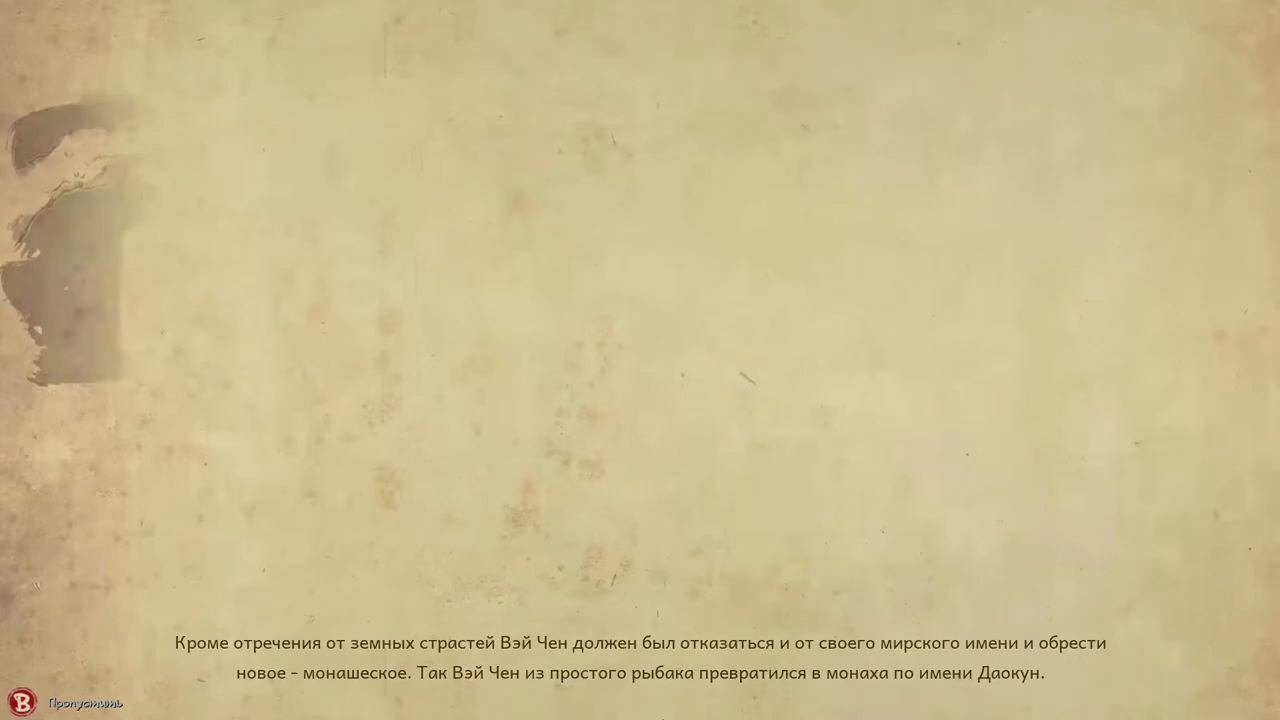 Кроме отречения от земных страстей Вэй Чен должен был отказаться и от своего мирского имени и обрести
новое - монашеское. Так Вэй Чен из простого рыбака превратился в монаха по имени Даокун.
B Пропустить